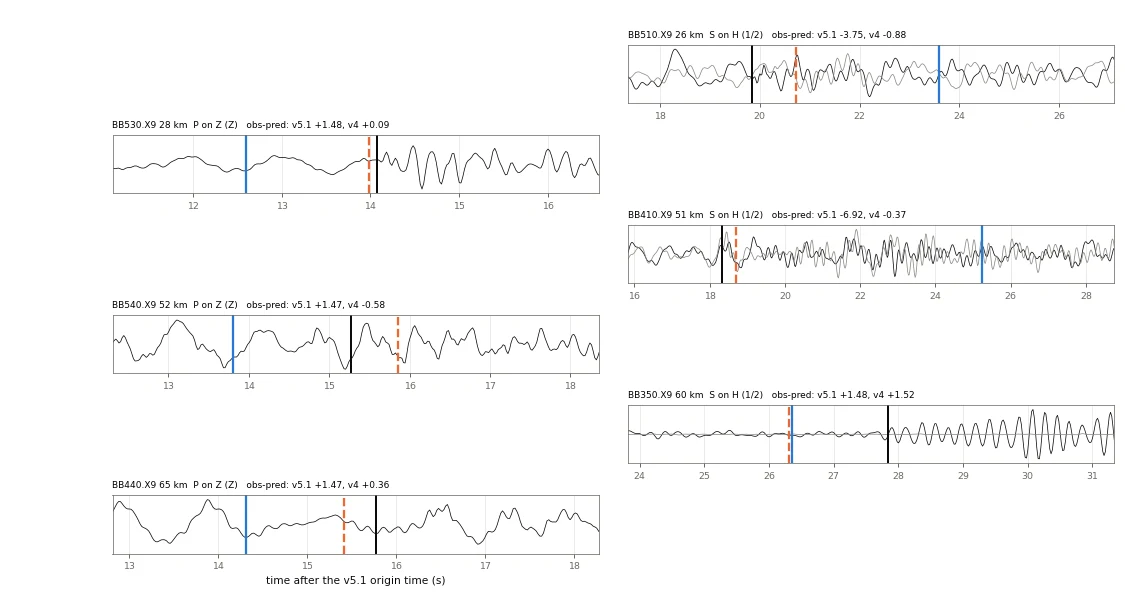 BB510.X9 26 km  S on H (1/2)   obs-pred: v5.1 -3.75, v4 -0.88
18 20 22 24 26
BB530.X9 28 km  P on Z (Z)   obs-pred: v5.1 +1.48, v4 +0.09
12 13 14 15 16
BB410.X9 51 km  S on H (1/2)   obs-pred: v5.1 -6.92, v4 -0.37
16 18 20 22 24 26 28
BB540.X9 52 km  P on Z (Z)   obs-pred: v5.1 +1.47, v4 -0.58
13 14 15 16 17 18
BB350.X9 60 km  S on H (1/2)   obs-pred: v5.1 +1.48, v4 +1.52
24 25 26 27 28 29 30 31
BB440.X9 65 km  P on Z (Z)   obs-pred: v5.1 +1.47, v4 +0.36
13 14 15 16 17 18
time after the v5.1 origin time (s)